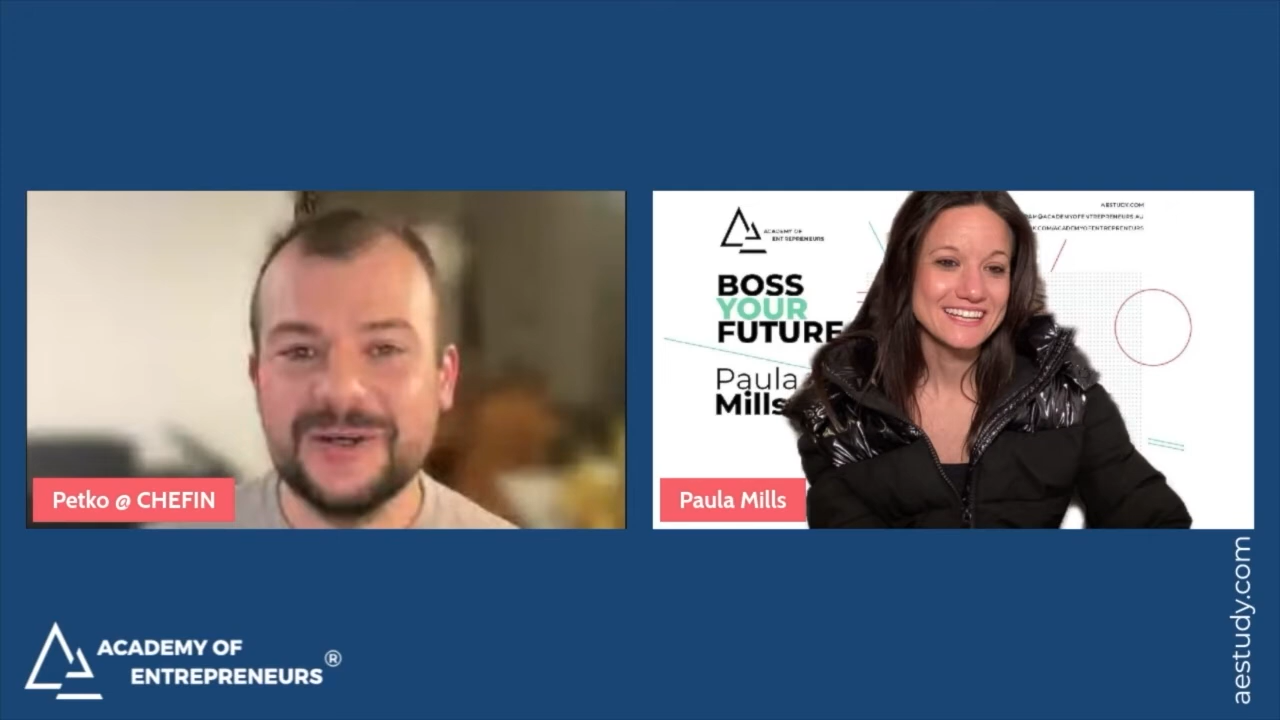 ACADEMY OF
ENTREPRENEURS
BOSS
YOUR
FUTURE
Paula
Mills
AESTUDY.COM
Petko @ CHEFIN
Paula Mills
ACADEMY OF
ENTREPRENEURS®
aestudy.com